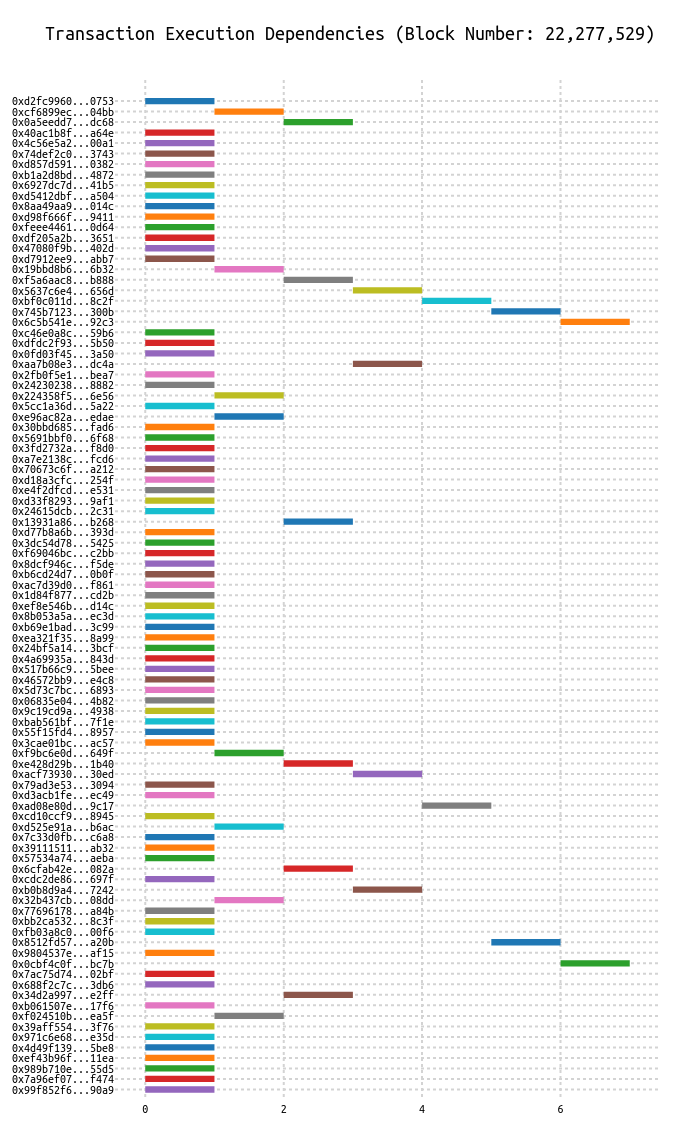 Transaction Execution Dependencies (Block Number: 22,277,529)
0xd2fc9960...0753
0xcf6899ec...04bb
0x0a5eedd7...dc68
0x40ac1b8f...a64e
0x4c56e5a2...00a1
0x74def2c0...3743
0xd857d591...0382
0xb1a2d8bd...4872
0x6927dc7d...41b5
0xd5412dbf...a504
0x8aa49aa9...014c
0xd98f666f...9411
0xfeee4461...0d64
0xdf205a2b...3651
0x47080f9b...402d
0xd7912ee9...abb7
0x19bbd8b6...6b32
0xf5a6aac8...b888
0x5637c6e4...656d
0xbf0c011d...8c2f
0x745b7123...300b
0x6c5b541e...92c3
0xc46e0a8c...59b6
0xdfdc2f93...5b50
0x0fd03f45...3a50
0xaa7b08e3...dc4a
0x2fb0f5e1...bea7
0x24230238...8882
0x224358f5...6e56
0x5cc1a36d...5a22
0xe96ac82a...edae
0x30bbd685...fad6
0x5691bbf0...6f68
0x3fd2732a...f8d0
0xa7e2138c...fcd6
0x70673c6f...a212
0xd18a3cfc...254f
0xe4f2dfcd...e531
0xd33f8293...9af1
0x24615dcb...2c31
0x13931a86...b268
0xd77b8a6b...393d
0x3dc54d78...5425
0xf69046bc...c2bb
0x8dcf946c...f5de
0xb6cd24d7...0b0f
0xac7d39d0...f861
0x1d84f877...cd2b
0xef8e546b...d14c
0x8b053a5a...ec3d
0xb69e1bad...3c99
0xea321f35...8a99
0x24bf5a14...3bcf
0x4a69935a...843d
0x517b66c9...5bee
0x46572bb9...e4c8
0x5d73c7bc...6893
0x06835e04...4b82
0x9c19cd9a...4938
0xbab561bf...7f1e
0x55f15fd4...8957
0x3cae01bc...ac57
0xf9bc6e0d...649f
0xe428d29b...1b40
0xacf73930...30ed
0x79ad3e53...3094
0xd3acb1fe...ec49
0xad08e80d...9c17
0xcd10ccf9...8945
0xd525e91a...b6ac
0x7c33d0fb...c6a8
0x39111511...ab32
0x57534a74...aeba
0x6cfab42e...082a
0xcdc2de86...697f
0xb0b8d9a4...7242
0x32b437cb...08dd
0x77696178...a84b
0xbb2ca532...8c3f
0xfb03a8c0...00f6
0x8512fd57...a20b
0x9804537e...af15
0x0cbf4c0f...bc7b
0x7ac75d74...02bf
0x688f2c7c...3db6
0x34d2a997...e2ff
0xb061507e...17f6
0xf024510b...ea5f
0x39aff554...3f76
0x971c6e68...e35d
0x4d49f139...5be8
0xef43b96f...11ea
0x989b710e...55d5
0x7a96ef07...f474
0x99f852f6...90a9
0 2 4 6